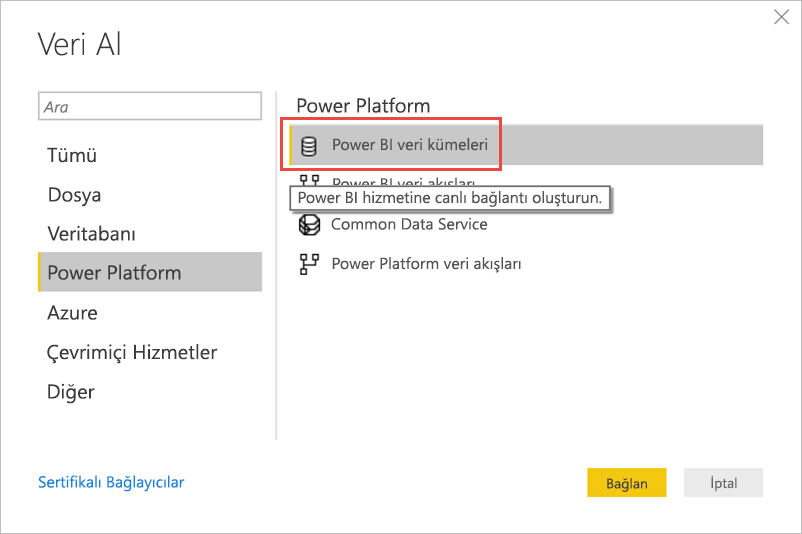 Veri Al
Ara
Tümü
Dosya
Veritabanı
Power Platform
Azure
Çevrimiçi Hizmetler
Diğer
Power Platform
Power BI veri kümeleri
Power BI veri akışları
Power BI hizmetine canlı bağlantı oluşturun.
Common Data Service
Power Platform veri akışları
Sertifikalı Bağlayıcılar
Bağlan
İptal